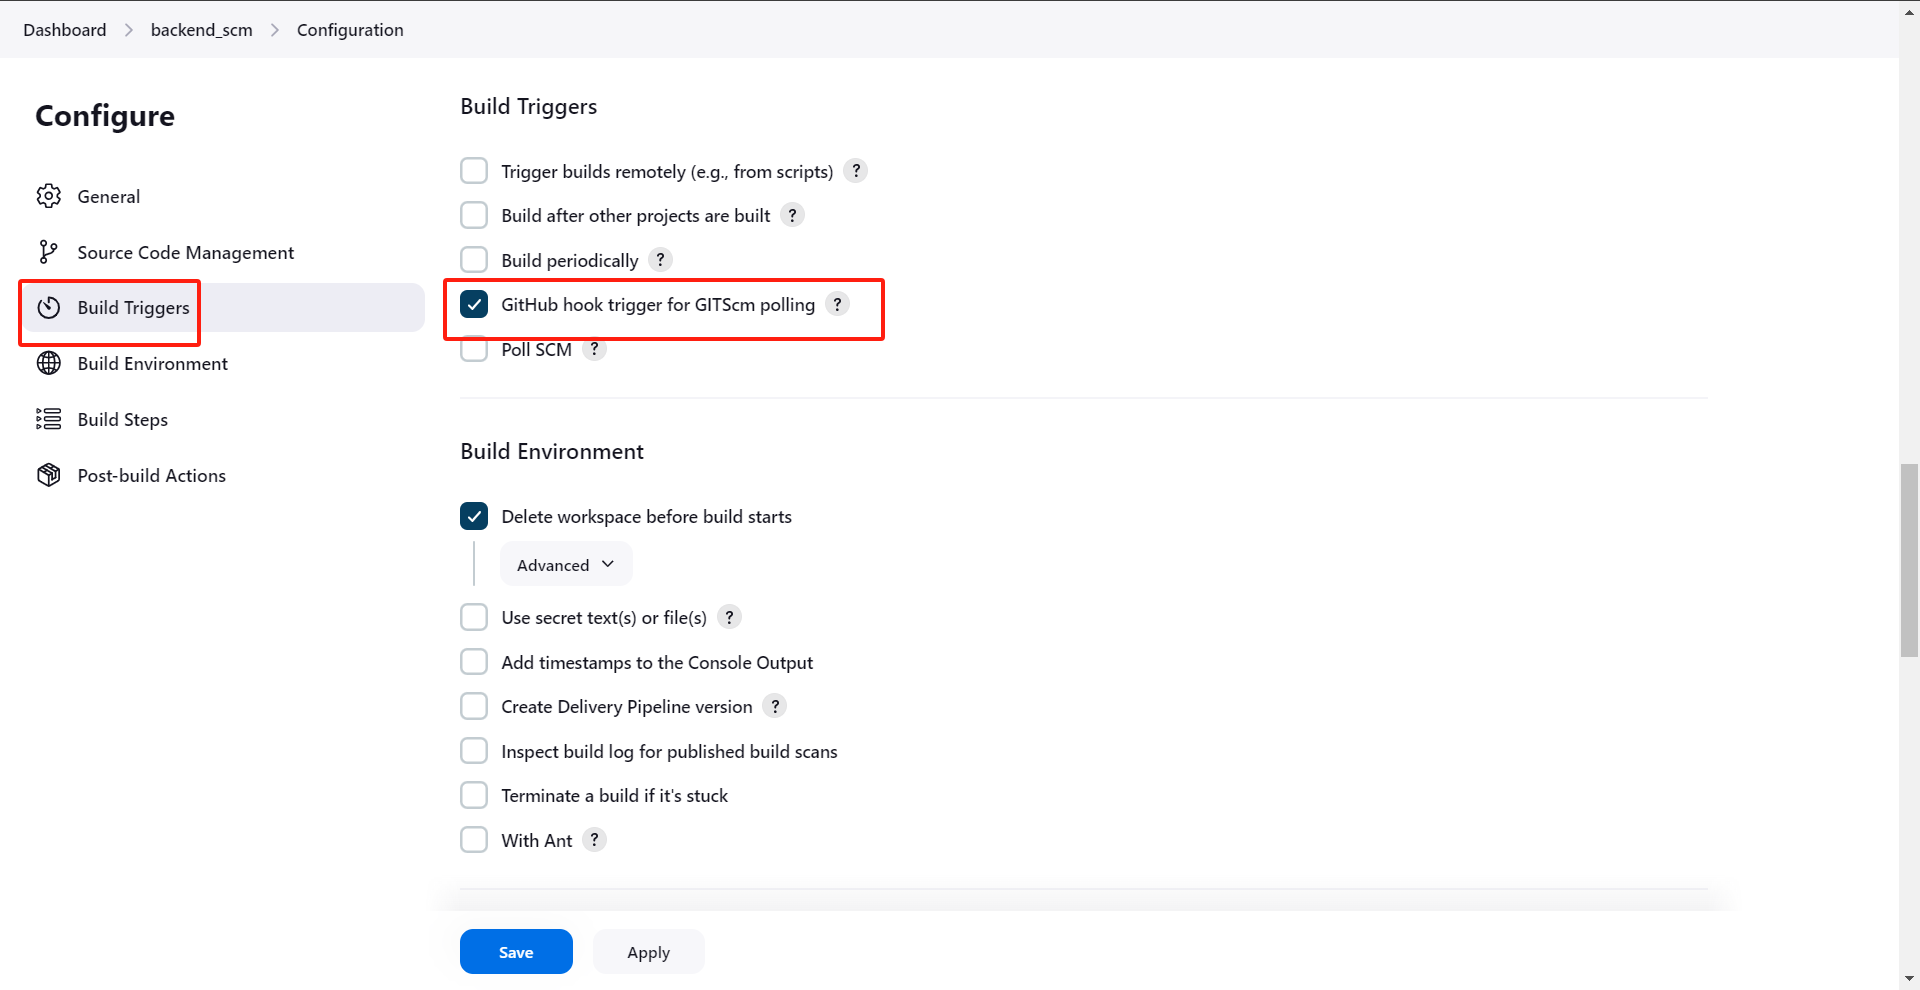 Dashboard > backend_scm > Configuration
Configure
General
Source Code Management
Build Triggers
Build Environment
Build Steps
Post-build Actions
Build Triggers
Trigger builds remotely (e.g., from scripts) ?
Build after other projects are built ?
Build periodically ?
GitHub hook trigger for GITScm polling ?
Poll SCM ?
Build Environment
Delete workspace before build starts
Advanced
Use secret text(s) or file(s) ?
Add timestamps to the Console Output
Create Delivery Pipeline version ?
Inspect build log for published build scans
Terminate a build if it's stuck
With Ant ?
Save Apply